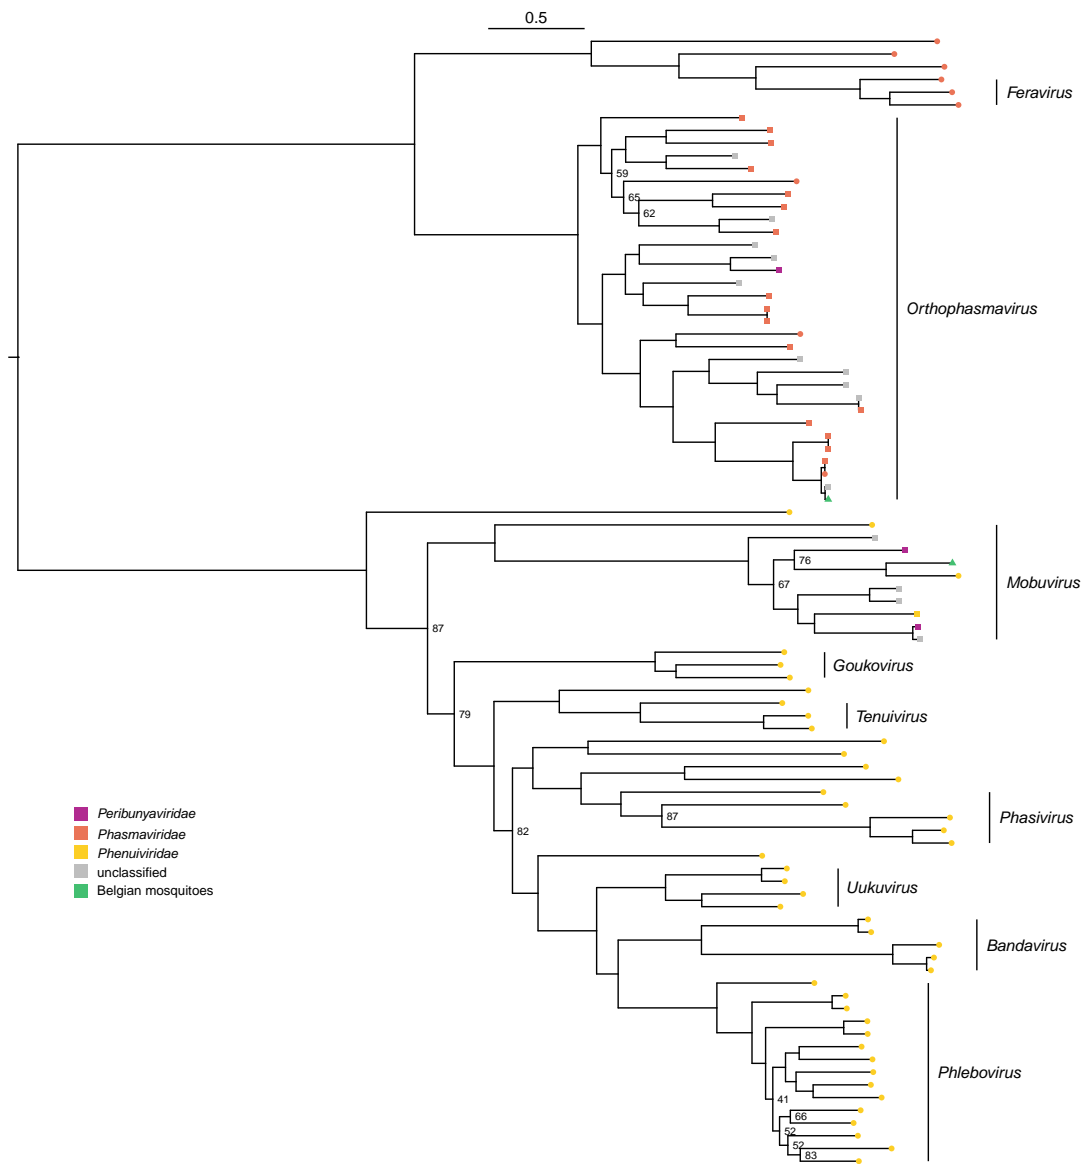 0.5
Feravirus
59
65
62
Orthophasmavirus
76
67
Mobuvirus
87
Goukovirus
79
Tenuivirus
Peribunyaviridae
Phasmaviridae
Phenuiviridae
unclassified
Belgian mosquitoes
87
Phasivirus
82
Uukuvirus
Bandavirus
Phlebovirus
41
66
52
52
83